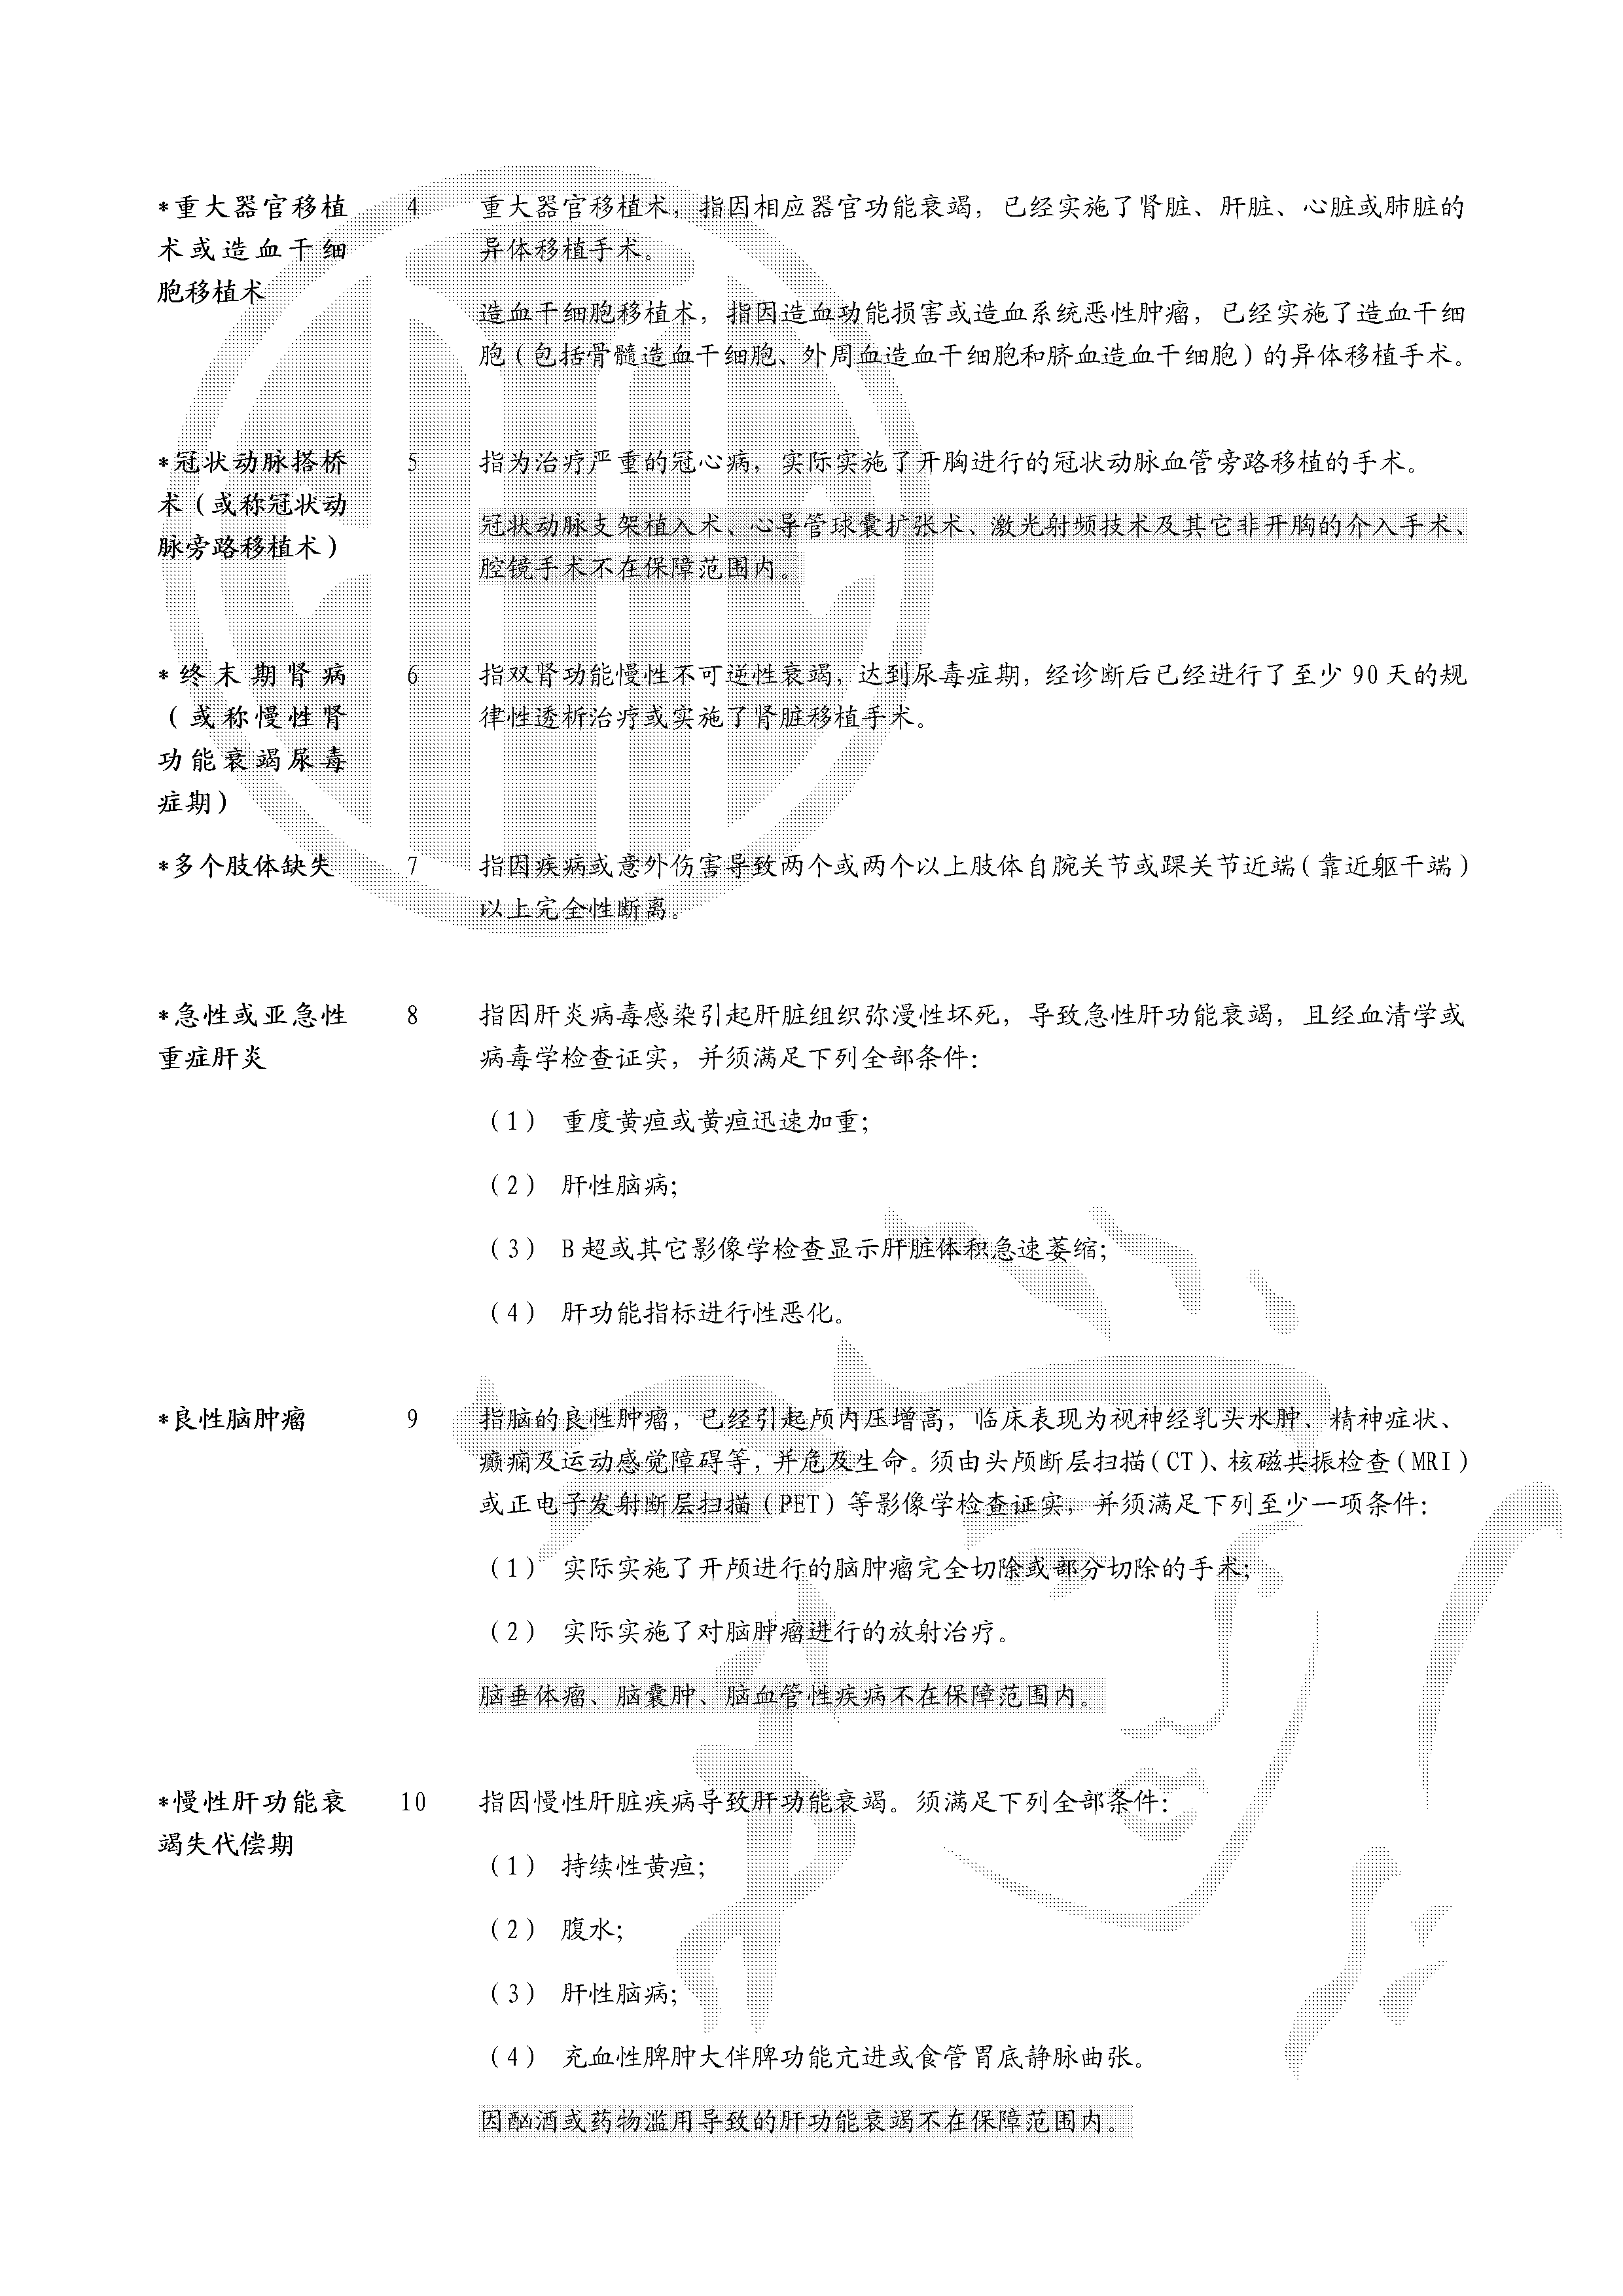 *重大器官移植 4 重大器官移植术，指因相应器官功能衰竭，已经实施了肾脏、肝脏、心脏或肺脏的
术或造血干细 异体移植手术。
胞移植术
造血干细胞移植术，指因造血功能损害或造血系统恶性肿瘤，已经实施了造血干细
胞（包括骨髓造血干细胞、外周血造血干细胞和脐血造血干细胞）的异体移植手术。
*冠状动脉搭桥 5 指为治疗严重的冠心病，实际实施了开胸进行的冠状动脉血管旁路移植的手术。
术（或称冠状动
脉旁路移植术）
冠状动脉支架植入术、心导管球囊扩张术、激光射频技术及其它非开胸的介入手术、
腔镜手术不在保障范围内。
*终末期肾病 6 指双肾功能慢性不可逆性衰竭，达到尿毒症期，经诊断后已经进行了至少 90 天的规
（或称慢性肾 律性透析治疗或实施了肾脏移植手术。
功能衰竭尿毒
症期）
*多个肢体缺失 7 指因疾病或意外伤害导致两个或两个以上肢体自腕关节或踝关节近端（靠近躯干端）
以上完全性断离。
*急性或亚急性 8 指因肝炎病毒感染引起肝脏组织弥漫性坏死，导致急性肝功能衰竭，且经血清学或
重症肝炎 病毒学检查证实，并须满足下列全部条件：
（1） 重度黄疸或黄疸迅速加重；
（2） 肝性脑病；
（3） B 超或其它影像学检查显示肝脏体积急速萎缩；
（4） 肝功能指标进行性恶化。
*良性脑肿瘤 9 指脑的良性肿瘤，已经引起颅内压增高，临床表现为视神经乳头水肿、精神症状、
癫痫及运动感觉障碍等，并危及生命。须由头颅断层扫描（CT）、核磁共振检查（MRI）
或正电子发射断层扫描（PET）等影像学检查证实，并须满足下列至少一项条件：
（1） 实际实施了开颅进行的脑肿瘤完全切除或部分切除的手术；
（2） 实际实施了对脑肿瘤进行的放射治疗。
脑垂体瘤、脑囊肿、脑血管性疾病不在保障范围内。
*慢性肝功能衰 10 指因慢性肝脏疾病导致肝功能衰竭。须满足下列全部条件：
竭失代偿期
（1） 持续性黄疸；
（2） 腹水；
（3） 肝性脑病；
（4） 充血性脾肿大伴脾功能亢进或食管胃底静脉曲张。
因酗酒或药物滥用导致的肝功能衰竭不在保障范围内。